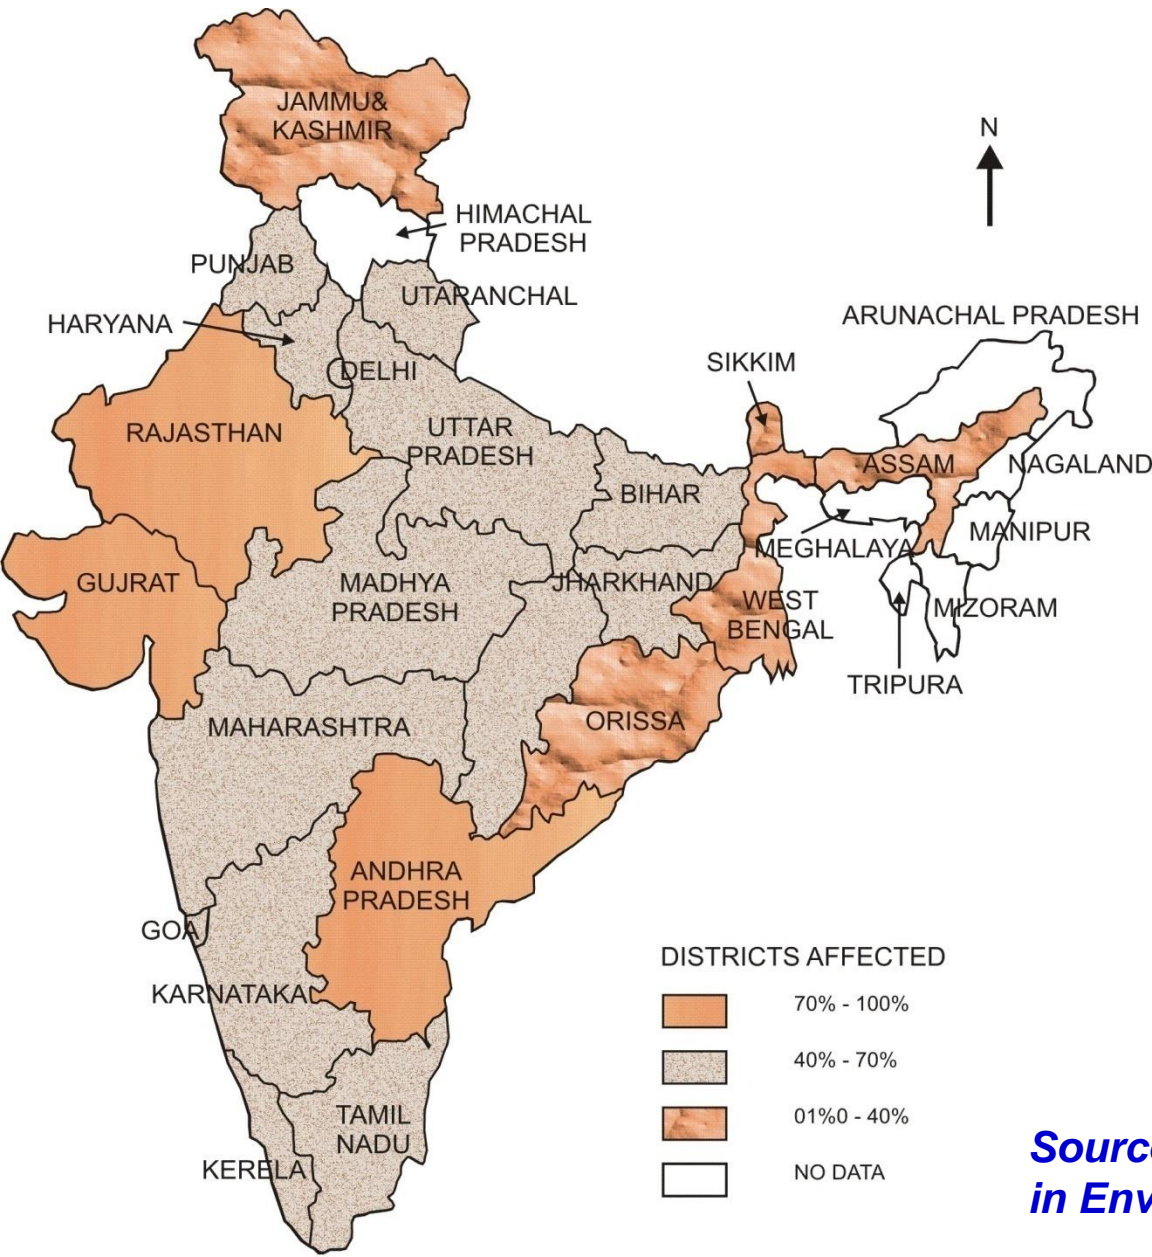 JAMMU&
KASHMIR
N
HIMACHAL
PRADESH
PUNJAB
UTARANCHAL
HARYANA
ARUNACHAL PRADESH
SIKKIM
DELHI
RAJASTHAN
UTTAR
PRADESH
ASSAM
NAGALAND
BIHAR
MANIPUR
MEGHALAYA
GUJRAT
MADHYA
PRADESH
JHARKHAND
WEST
BENGAL
MIZORAM
TRIPURA
MAHARASHTRA
ORISSA
ANDHRA
PRADESH
GOA
KARNATAKA
TAMIL
NADU
KERELA
DISTRICTS AFFECTED
70% - 100%
40% - 70%
01%0 - 40%
NO DATA
in